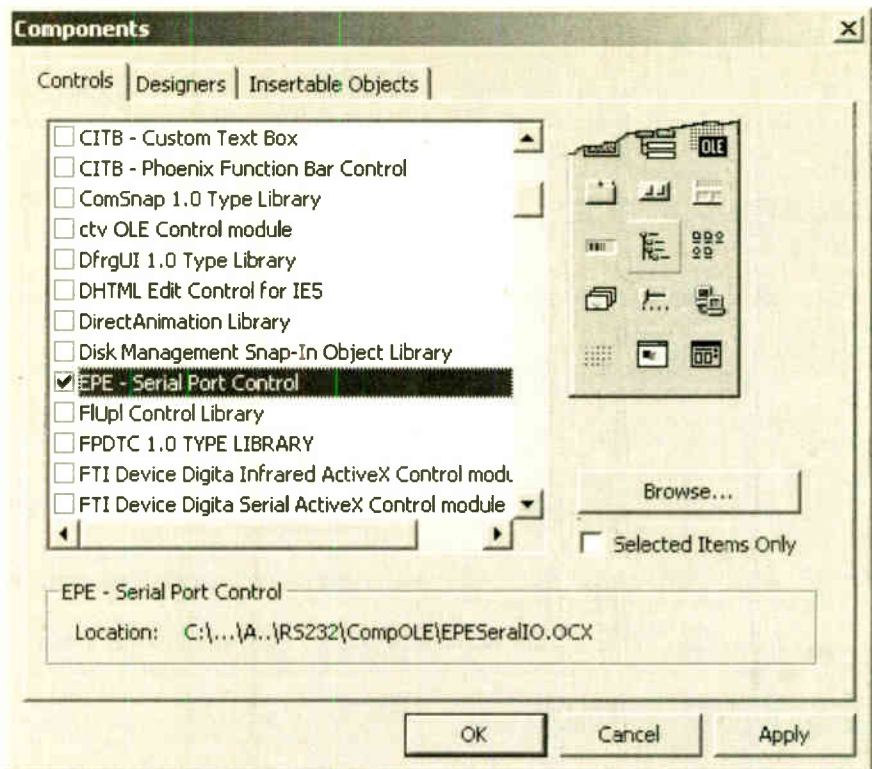 Components
Controls
Designers
Insertable Objects
CITB - Custom Text Box
CITB - Phoenix Function Bar Control
ComSnap 1.0 Type Library
ctv OLE Control module
DfrgUI 1.0 Type Library
DHTML Edit Control for IE5
DirectAnimation Library
Disk Management Snap-In Object Library
EPE - Serial Port Control
FlUpl Control Library
FPDTC 1.0 TYPE LIBRARY
FTI Device Digita Infrared ActiveX Control modu
FTI Device Digita Serial ActiveX Control module
OLE
Browse...
Selected Items Only
EPE - Serial Port Control
Location: C:\...\A..\RS232\CompOLE\EPESeralIO.OCX
OK
Cancel
Apply